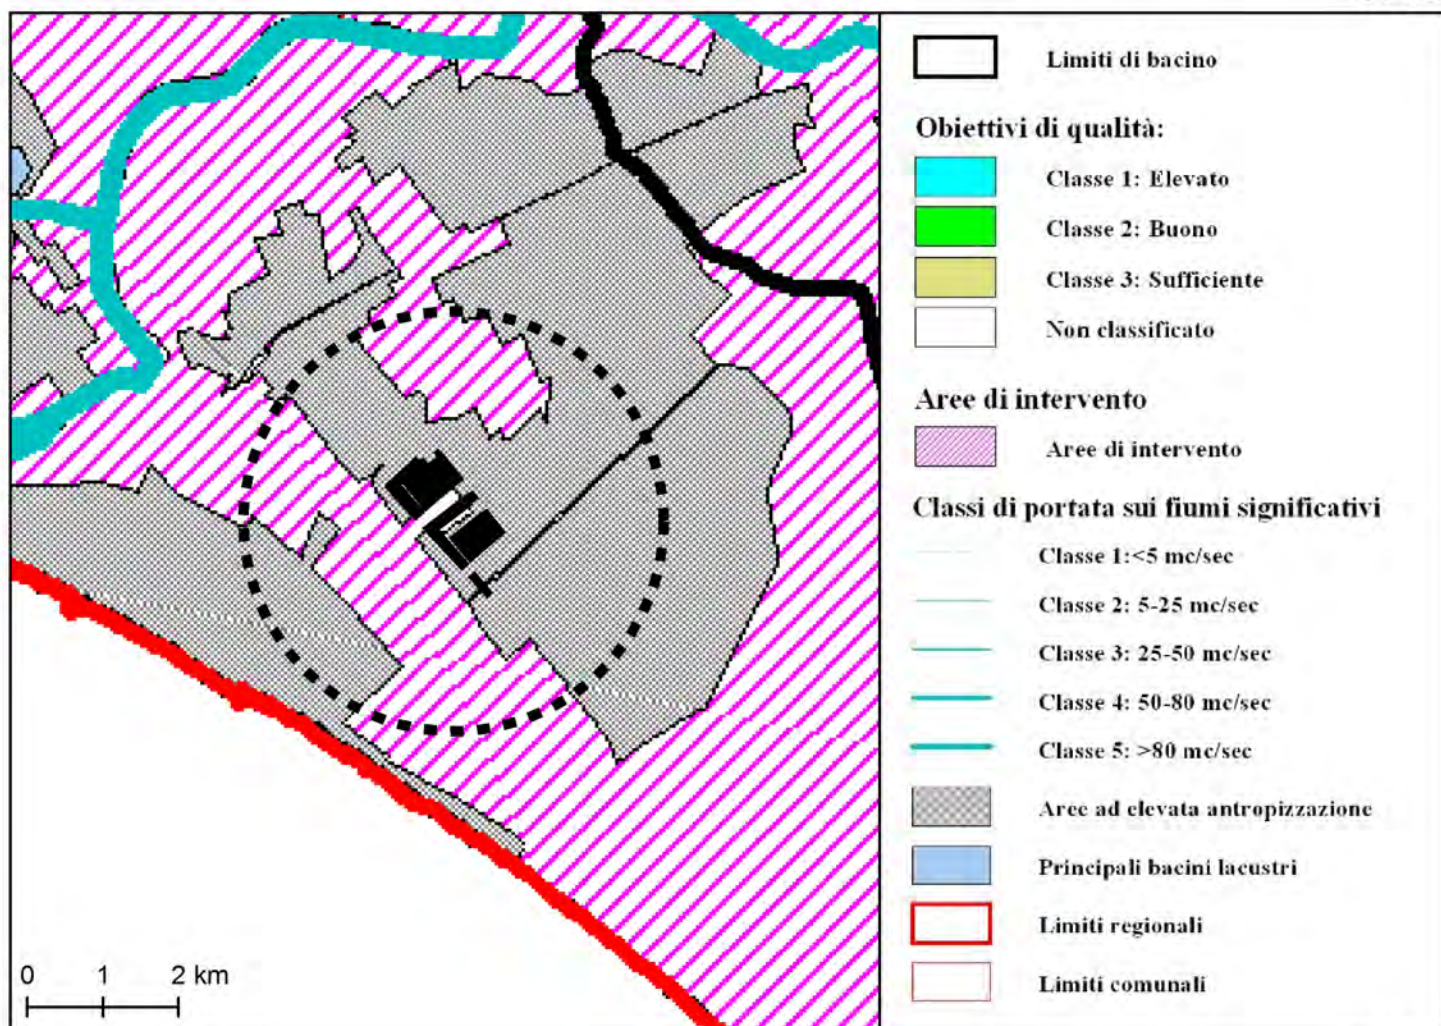 Limiti di bacino
Obiettivi di qualità:
Classe 1: Elevato
Classe 2: Buono
Classe 3: Sufficiente
Non classificato
Aree di intervento
Aree di intervento
Classi di portata sui fiumi significativi
Classe 1:<5 mc/sec
Classe 2: 5-25 mc/sec
Classe 3: 25-50 mc/sec
Classe 4: 50-80 mc/sec
Classe 5: >80 mc/sec
Aree ad elevata antropizzazione
Principali bacini lacustri
Limiti regionali
Limiti comunali
0 1 2 km